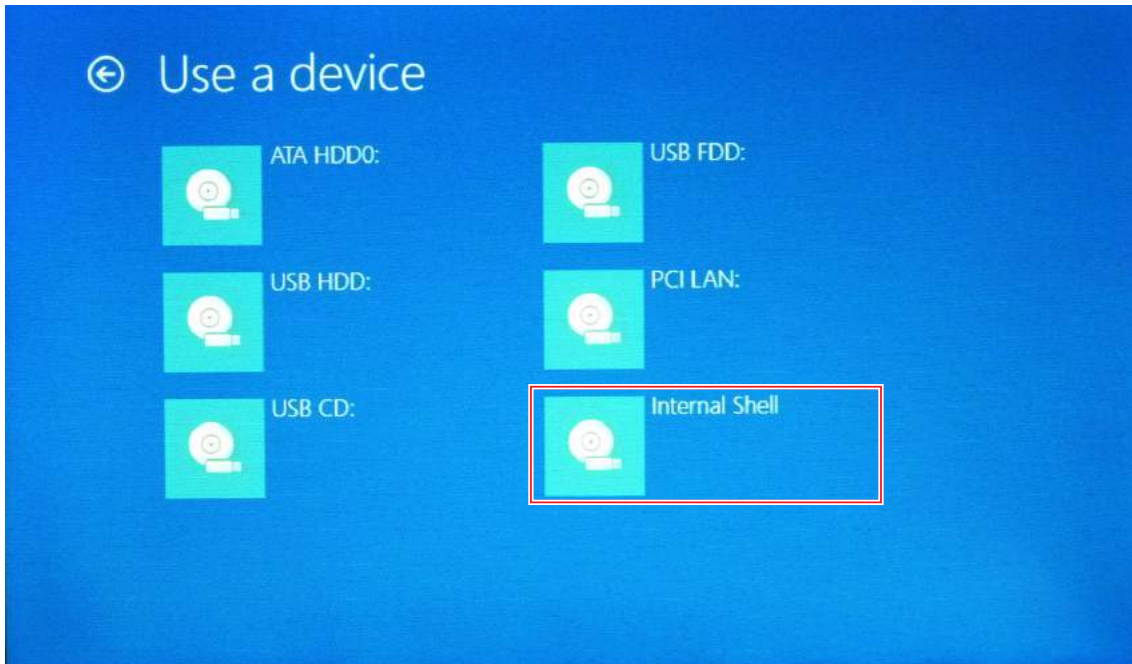 Use a device
ATA HDD0:
USB FDD:
USB HDD:
PCI LAN:
USB CD:
Internal Shell